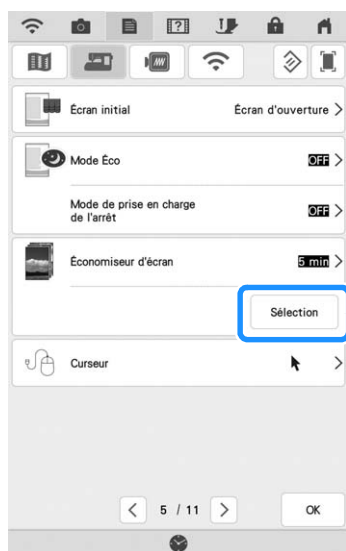 Écran initial
Écran d'ouverture >
Mode Éco
OFF >
Mode de prise en charge
de l'arrêt
OFF >
Économiseur d'écran
5 min >
Sélection
Curseur
>
< 5 / 11 >
OK